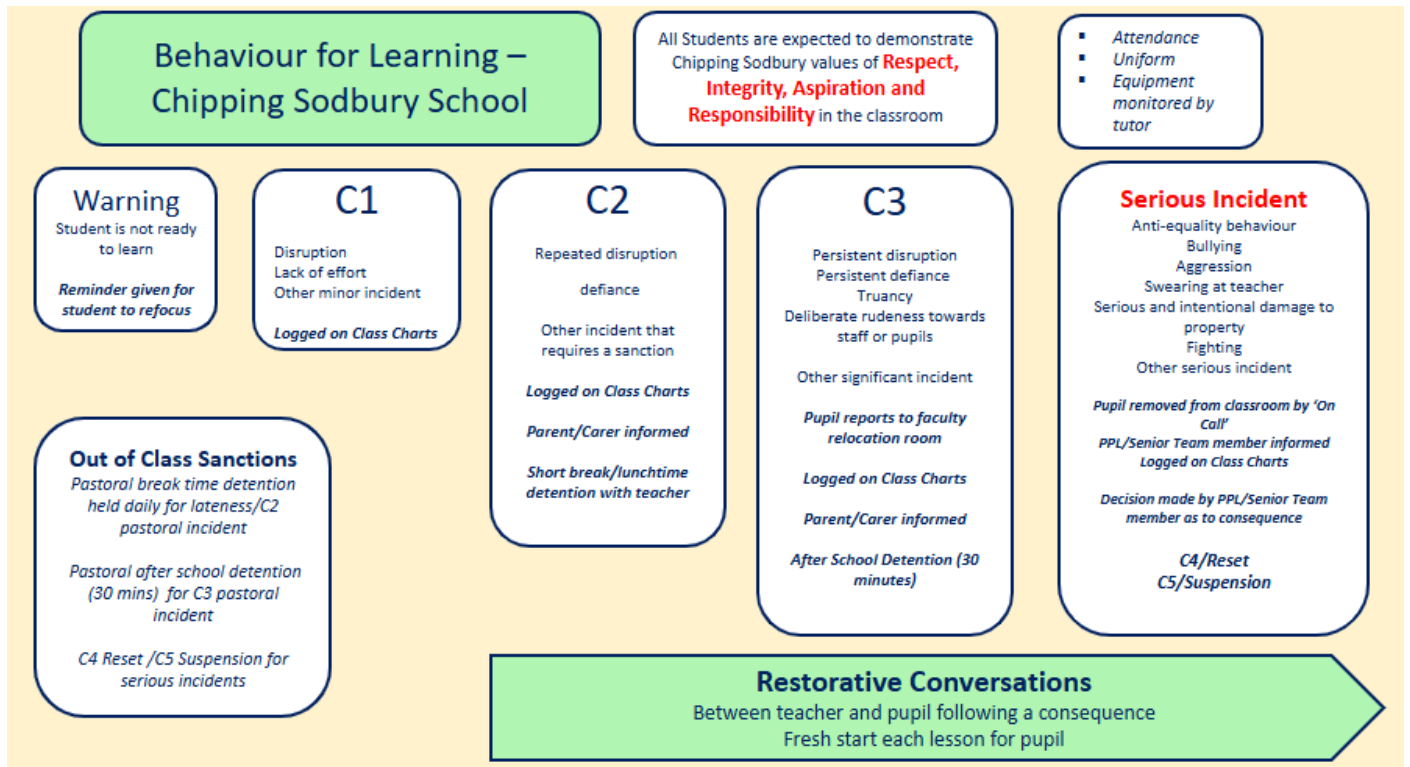 Behaviour for Learning –
Chipping Sodbury School
All Students are expected to demonstrate
Chipping Sodbury values of Respect,
Integrity, Aspiration and
Responsibility in the classroom
▪ Attendance
▪ Uniform
▪ Equipment
monitored by
tutor
Warning
Student is not ready
to learn
Reminder given for
student to refocus
C1
Disruption
Lack of effort
Other minor incident
Logged on Class Charts
C2
Repeated disruption
defiance
Other incident that
requires a sanction
Logged on Class Charts
Parent/Carer informed
Short break/lunchtime
detention with teacher
C3
Persistent disruption
Persistent defiance
Truancy
Deliberate rudeness towards
staff or pupils
Other significant incident
Pupil reports to faculty
relocation room
Logged on Class Charts
Parent/Carer informed
After School Detention (30
minutes)
Serious Incident
Anti-equality behaviour
Bullying
Aggression
Swearing at teacher
Serious and intentional damage to
property
Fighting
Other serious incident
Pupil removed from classroom by ‘On
Call’
PPL/Senior Team member informed
Logged on Class Charts
Decision made by PPL/Senior Team
member as to consequence
C4/Reset
C5/Suspension
Out of Class Sanctions
Pastoral break time detention
held daily for lateness/C2
pastoral incident
Pastoral after school detention
(30 mins) for C3 pastoral
incident
C4 Reset /C5 Suspension for
serious incidents
Restorative Conversations
Between teacher and pupil following a consequence
Fresh start each lesson for pupil